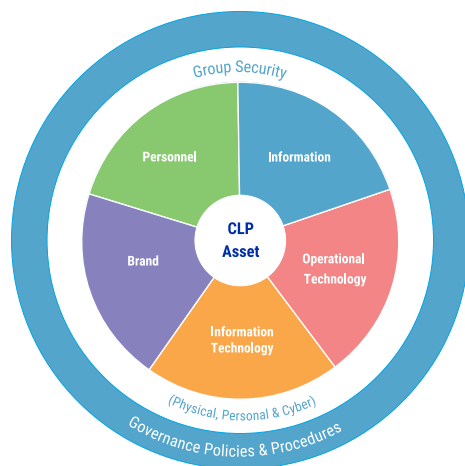 Group Security
Personnel
Information
CLP
Asset
Brand
Operational
Technology
Information
Technology
(Physical, Personal & Cyber)
Governance Policies & Procedures